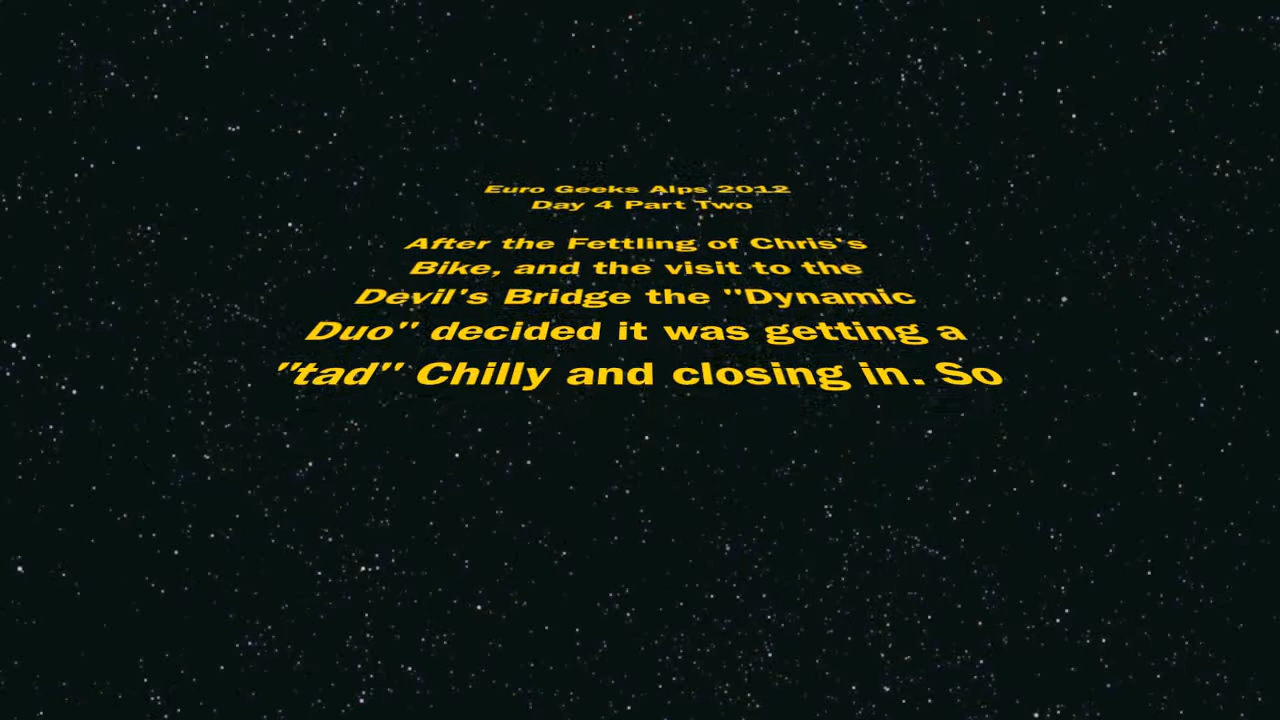 Euro Geeks Alps 2012
Day 4 Part Two
After the Fettling of Chris's
Bike, and the visit to the
Devil's Bridge the "Dynamic
Duo" decided it was getting a
"tad" Chilly and closing in. So